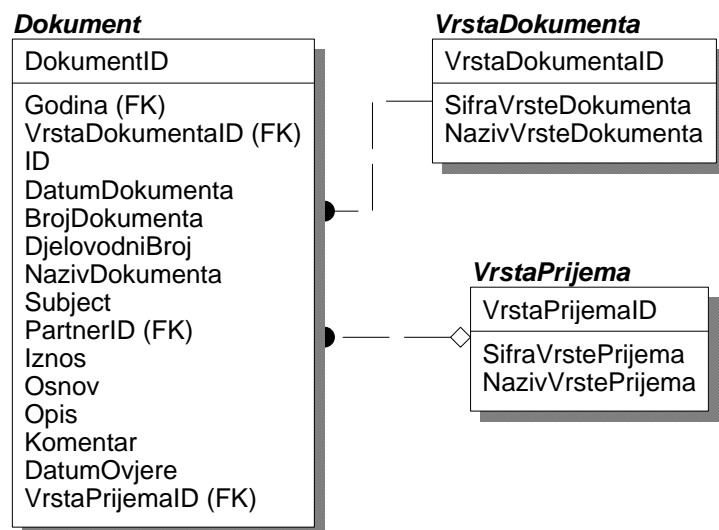 Dokument
DokumentID
Godina (FK)
VrstaDokumentaID (FK)
ID
DatumDokumenta
BrojDokumenta
DjelovodniBroj
NazivDokumenta
Subject
PartnerID (FK)
Iznos
Osnov
Opis
Komentar
DatumOvjere
VrstaPrijemaID (FK)
VrstaDokumenta
VrstaDokumentaID
SifraVrsteDokumenta
NazivVrsteDokumenta
VrstaPrijema
VrstaPrijemaID
SifraVrstePrijema
NazivVrstePrijema